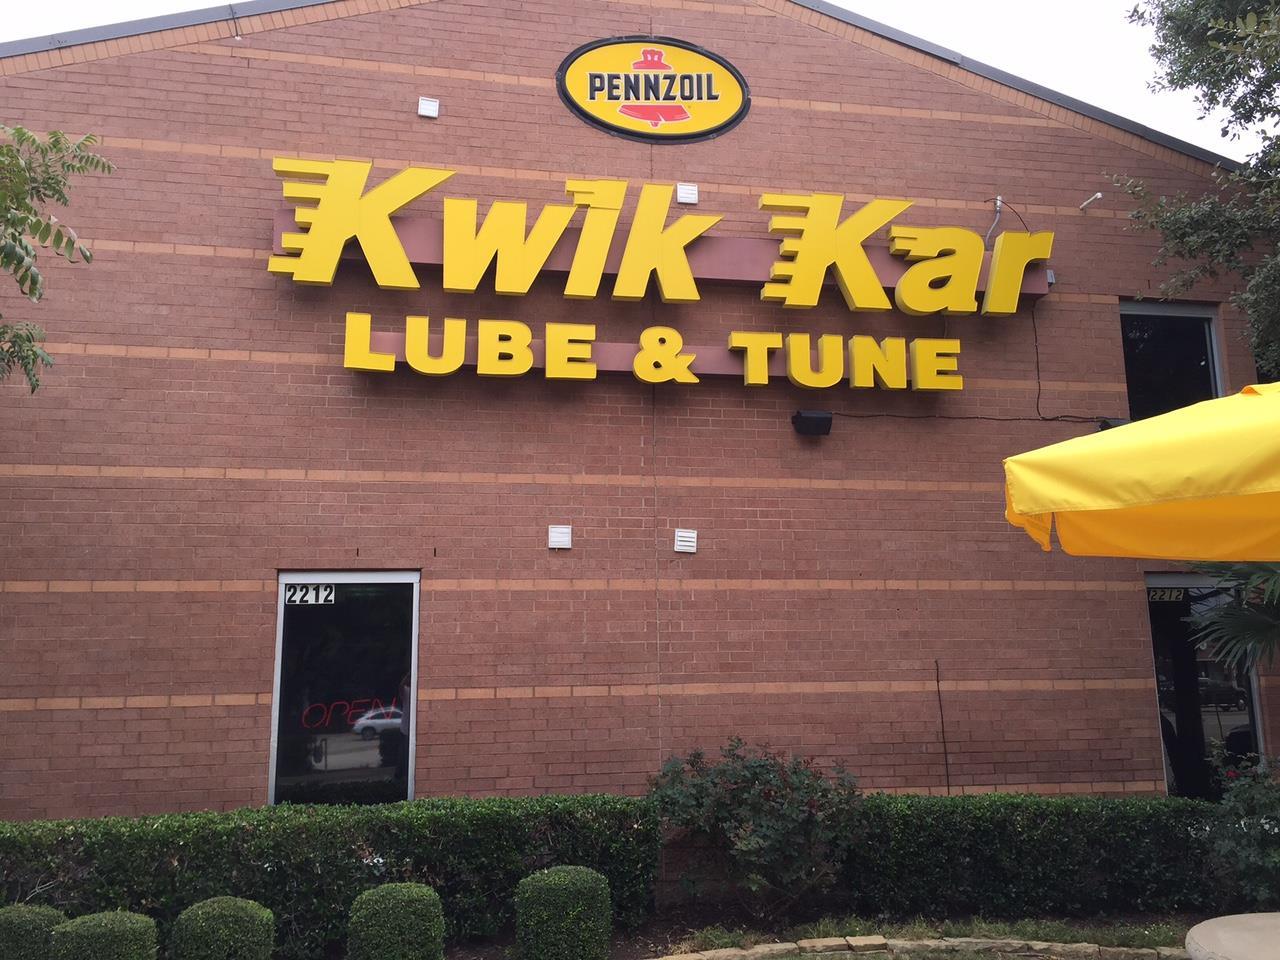 PENNZOIL
Kwik Kar
LUBE & TUNE
2212
2212
OPEN